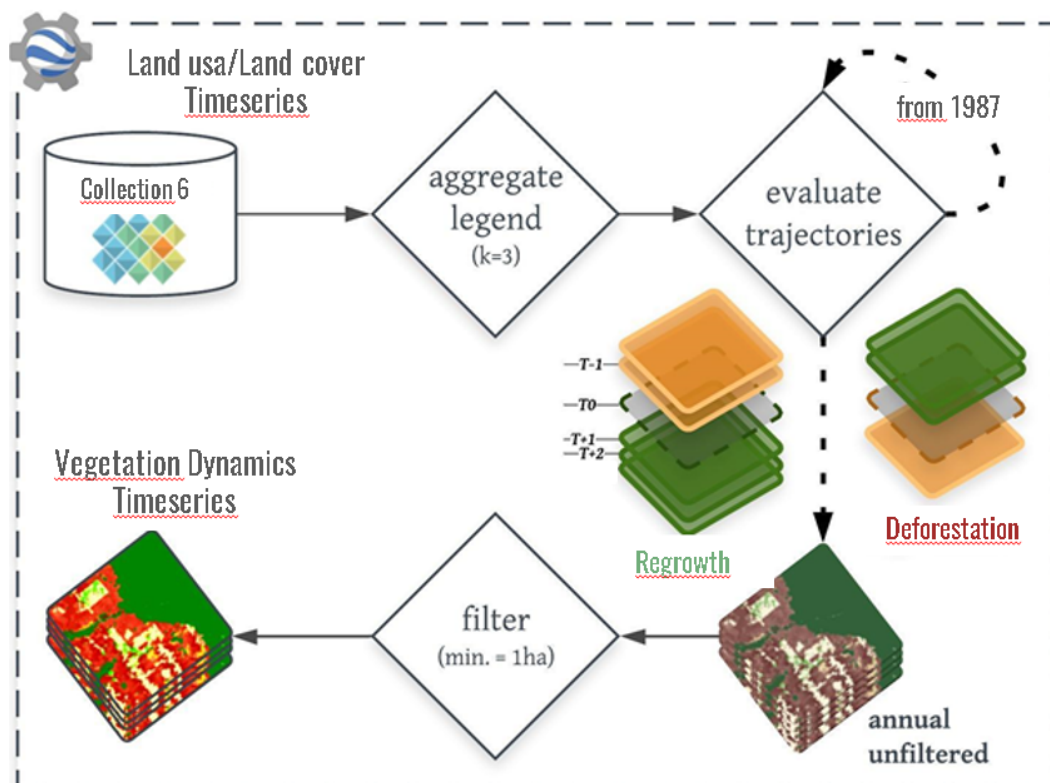 Land usa/Land cover
Timeseries
Collection 6
aggregate
legend
(k=3)
evaluate
trajectories
from 1987
T-1
T0
T+1
T+2
Regrowth
Deforestation
annual
unfiltered
filter
(min. = 1ha)
Vegetation Dynamics
Timeseries